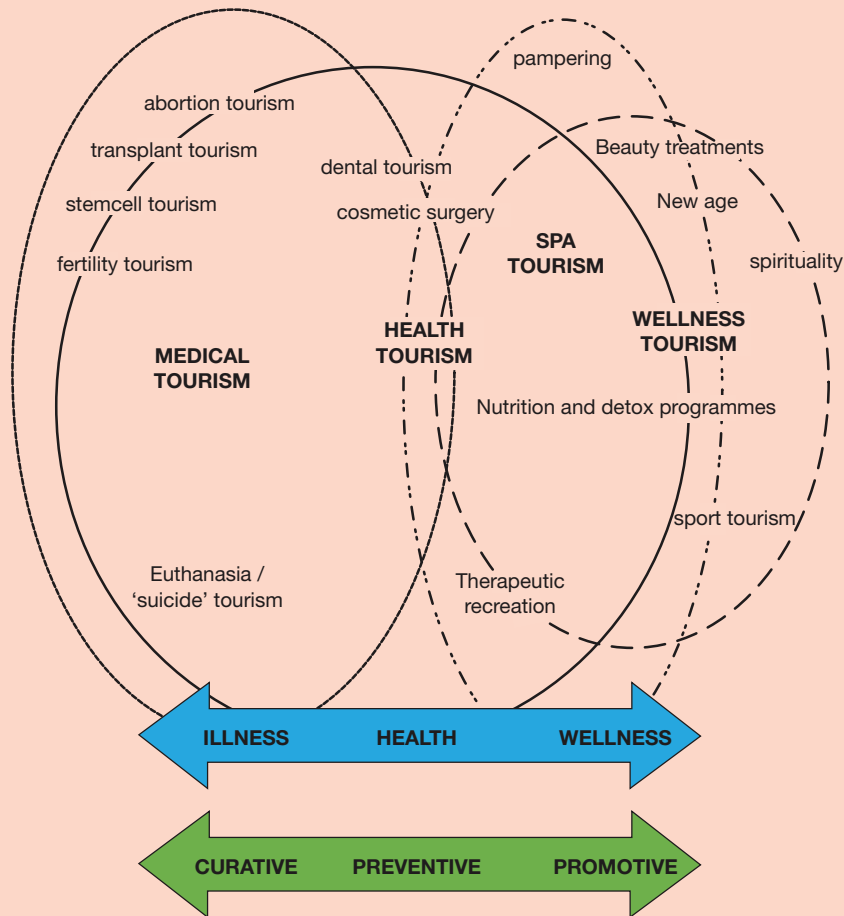 pampering
abortion tourism
transplant tourism
Beauty treatments
dental tourism
stemcell tourism
cosmetic surgery
New age
SPA
TOURISM
fertility tourism
spirituality
MEDICAL
TOURISM
HEALTH
TOURISM
WELLNESS
TOURISM
Nutrition and detox programmes
sport tourism
Euthanasia /
‘suicide’ tourism
Therapeutic
recreation
ILLNESS HEALTH WELLNESS
CURATIVE PREVENTIVE PROMOTIVE